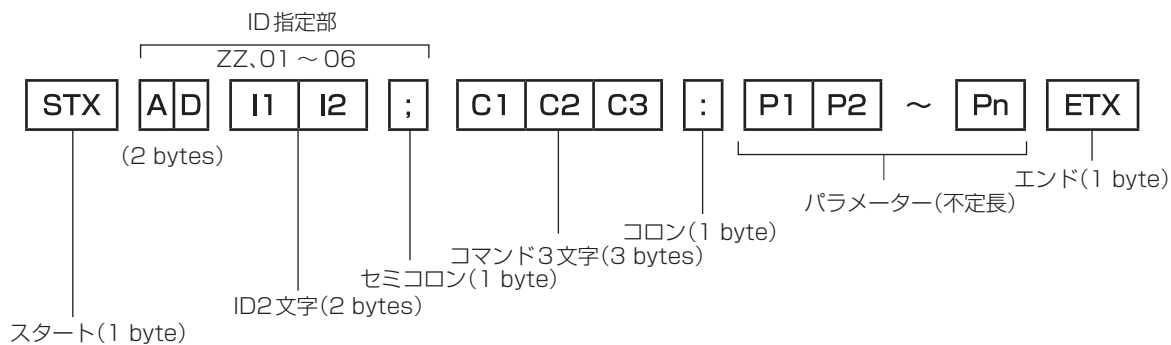 ID指定部
ZZ、01 ～ 06
STX A D I1 I2 ; C1 C2 C3 : P1 P2 ～ Pn ETX
(2 bytes)
エンド(1 byte)
パラメーター(不定長)
コロン(1 byte)
コマンド3文字(3 bytes)
セミコロン(1 byte)
ID2文字(2 bytes)
スタート(1 byte)